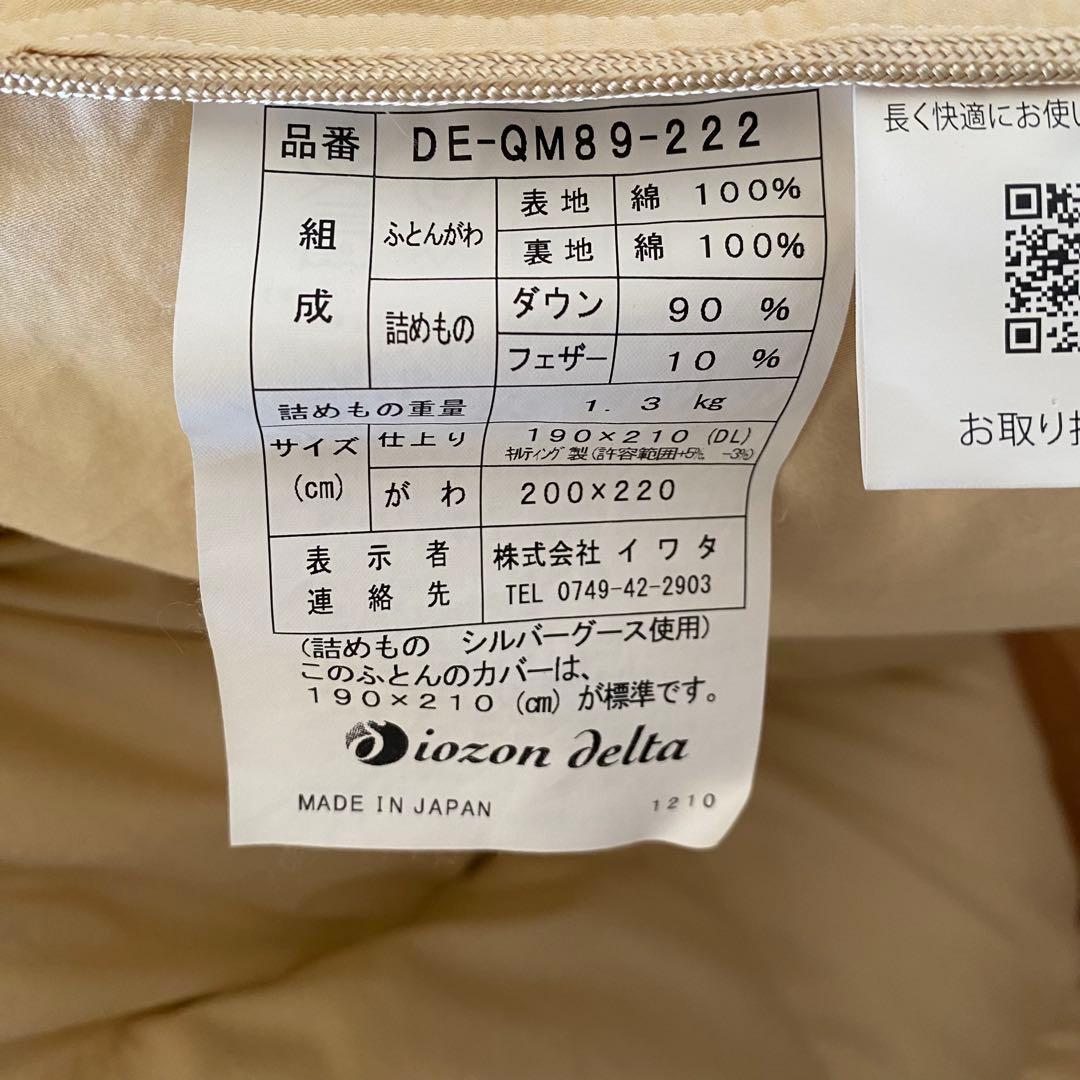 品番 DE-QM89-222
組成 ふとんがわ 表地 綿 100%
裏地 綿 100%
詰めもの ダウン 90 %
フェザー 10 %
詰めもの重量 1.3 kg
サイズ(cm) 仕上り 190×210 (DL)
キルティング製(許容範囲+5% -3%)
がわ 200×220
表示者 株式会社 イワタ
連絡先 TEL 0749-42-2903
(詰めもの シルバーグース使用)
このふとんのカバーは、
190×210 (cm) が標準です。
Diozon delta
MADE IN JAPAN 1210
長く快適にお使い
お取り扱